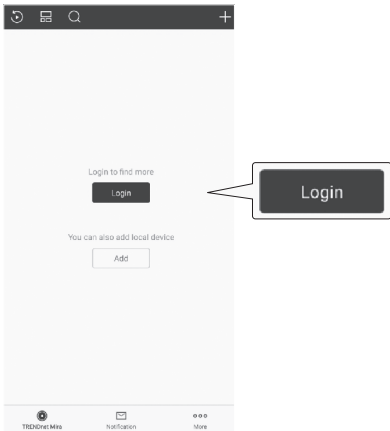 Login to find more
Login
Login
You can also add local device
Add
TRENDnet Mira Notification More